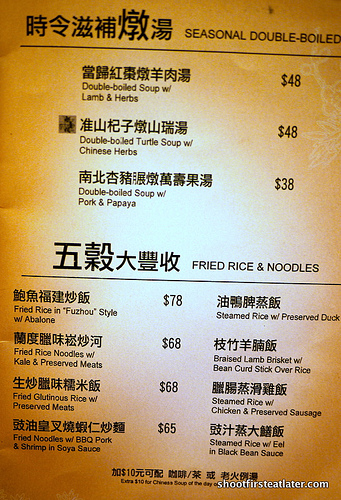 時令滋補燉湯 SEASONAL DOUBLE-BOILED
當歸紅棗燉羊肉湯 $48
Double-boiled Soup w/
Lamb & Herbs
准山杞子燉山瑞湯 $48
Double-boiled Turtle Soup w/
Chinese Herbs
南北杏豬𦟌燉萬壽果湯 $38
Double-boiled Soup w/
Pork & Papaya
五穀大豐收 FRIED RICE & NOODLES
鮑魚福建炒飯 $78
Fried Rice in "Fuzhou" Style
w/ Abalone
蘭度臘味崧炒河 $68
Fried Rice Noodles w/
Kale & Preserved Meats
生炒臘味糯米飯 $68
Fried Glutinous Rice w/
Preserved Meats
豉油皇叉燒蝦仁炒麵 $65
Fried Noodles w/ BBQ Pork
& Shrimp in Soya Sauce
油鴨髀蒸飯
Steamed Rice w/ Preserved Duck
枝竹羊腩飯
Braised Lamb Brisket w/
Bean Curd Stick Over Rice
臘腸蒸滑雞飯
Steamed Rice w/
Chicken & Preserved Sausage
豉汁蒸大鱔飯
Steamed Rice w/ Eel
in Black Bean Sauce
加$10元可配 咖啡/茶 或 老火例湯
Extra $10 for Chinese Soup of the day
shootfirsteatlater.com